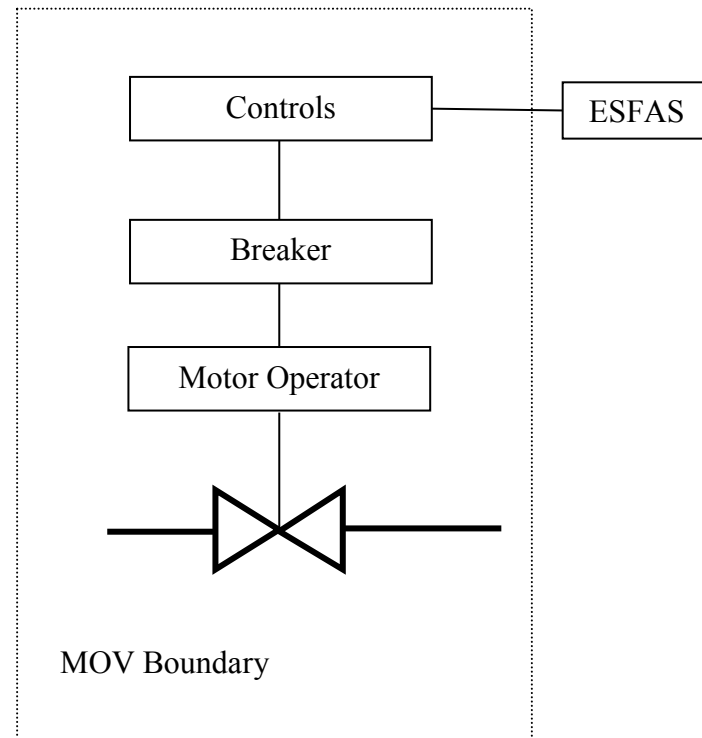 Controls
ESFAS
Breaker
Motor Operator
MOV Boundary